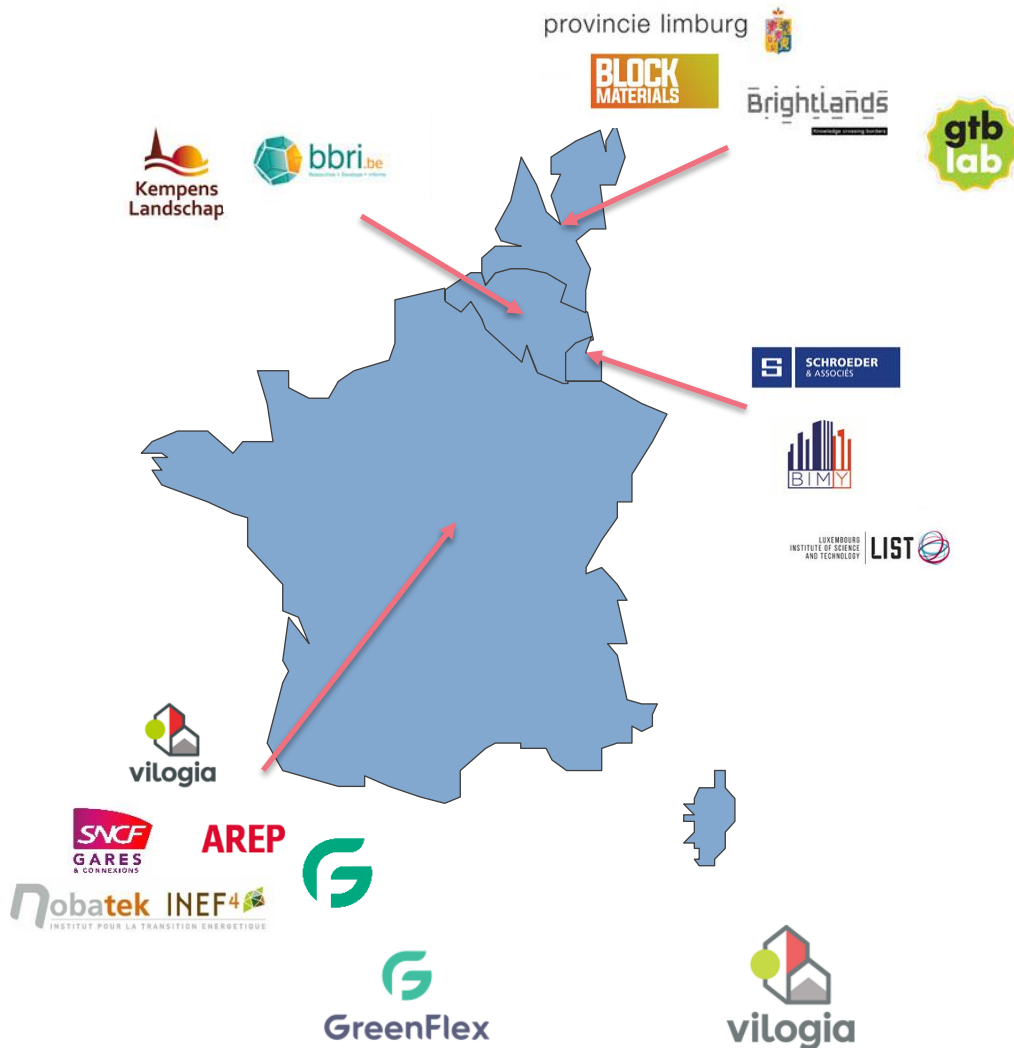 provincie limburg
BLOCK
MATERIALS
Brightlands
Knowledge crossing borders
gtb
lab
Kempens
Landschap
bbri.be
S
SCHROEDER
& ASSOCIÉS
BIMY
LUXEMBOURG
INSTITUTE OF SCIENCE
AND TECHNOLOGY
LIST
vilogia
SNCF
GARES
& CONNEXIONS
AREP
G
nobatek INEF4
INSTITUT POUR LA TRANSITION ENERGETIQUE
G
GreenFlex
vilogia